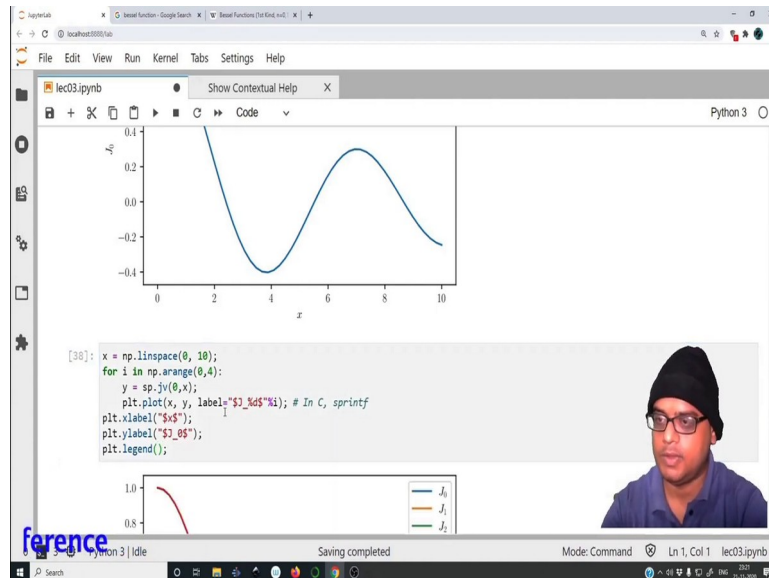 JupyterLab
bessel function - Google Search
Bessel Functions (1st Kind, n=0,
localhost:8888/lab
File Edit View Run Kernel Tabs Settings Help
lec03.ipynb
Show Contextual Help
Code
Python 3
0.4
0.2
0.0
−0.2
−0.4
J0
0 2 4 6 8 10
x
[38]: x = np.linspace(0, 10);
for i in np.arange(0,4):
y = sp.jv(0,x);
plt.plot(x, y, label="$J_%d$"%i); # In C, sprintf
plt.xlabel("$x$");
plt.ylabel("$J_0$");
plt.legend();
1.0
0.8
J0
J1
J2
ference
Python 3 | Idle
Saving completed
Mode: Command
Ln 1, Col 1
lec03.ipynb
Search
ENG
2321
21-11-2020